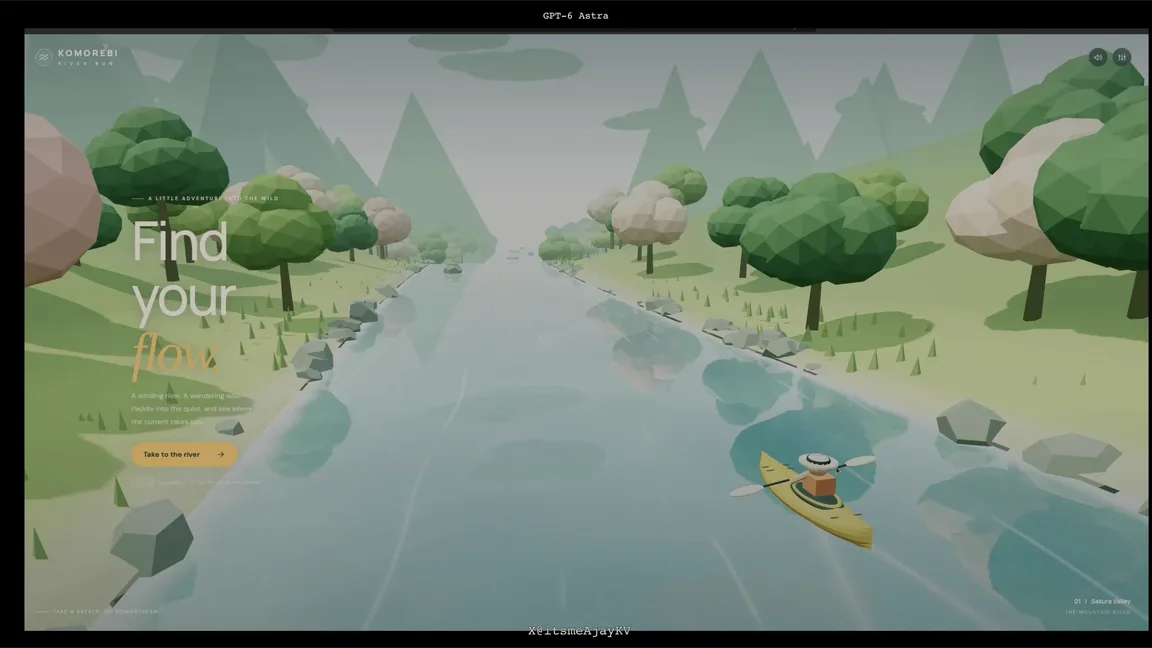 GPT-6 Astra
KOMOREBI
RIVER RUN
A LITTLE ADVENTURE INTO THE WILD
Find
your
flow.
A winding river. A wandering soul.
Paddle into the quiet, and see where
the current takes you.
Take to the river →
TAKE A BREATH, GO DOWNSTREAM
01 / Sakura Valley
THE MOUNTAIN RIVER
X@itsmeAjayKV